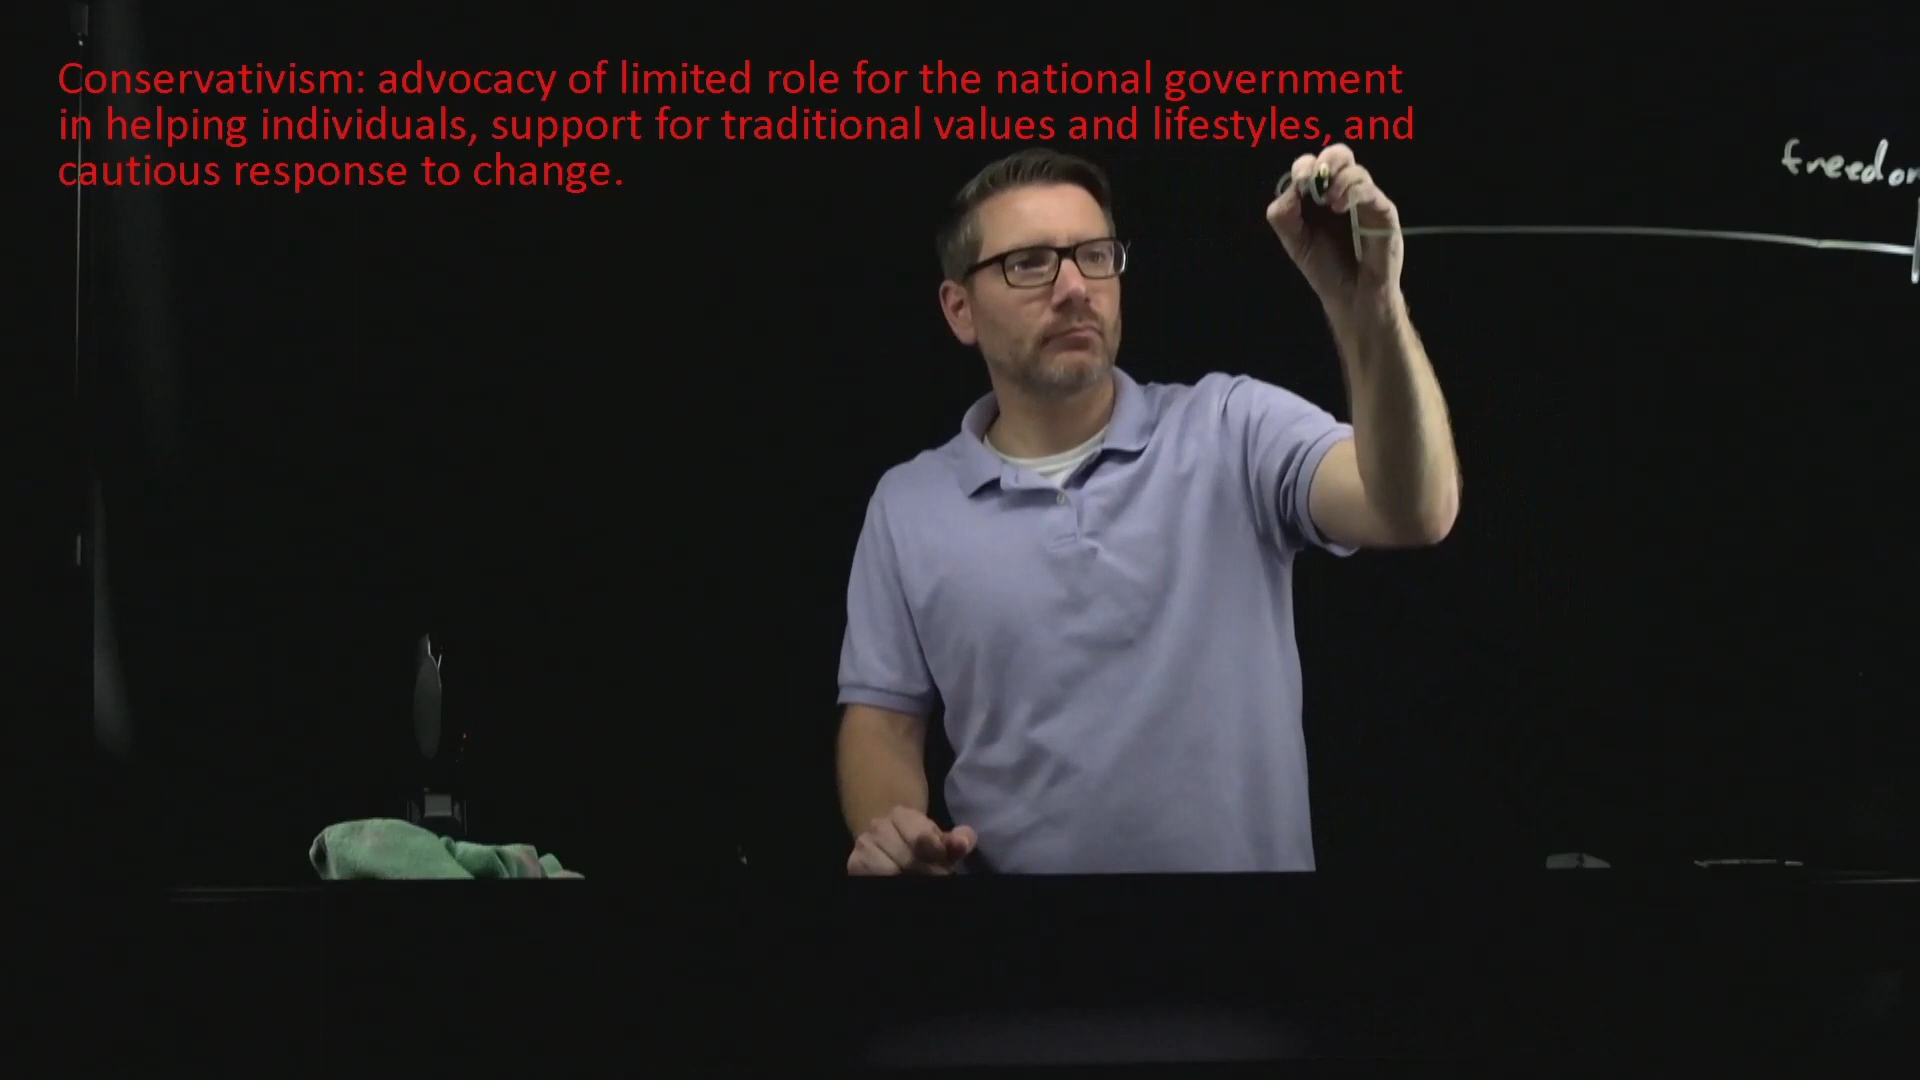 Conservativism: advocacy of limited role for the national government
in helping individuals, support for traditional values and lifestyles, and
cautious response to change.